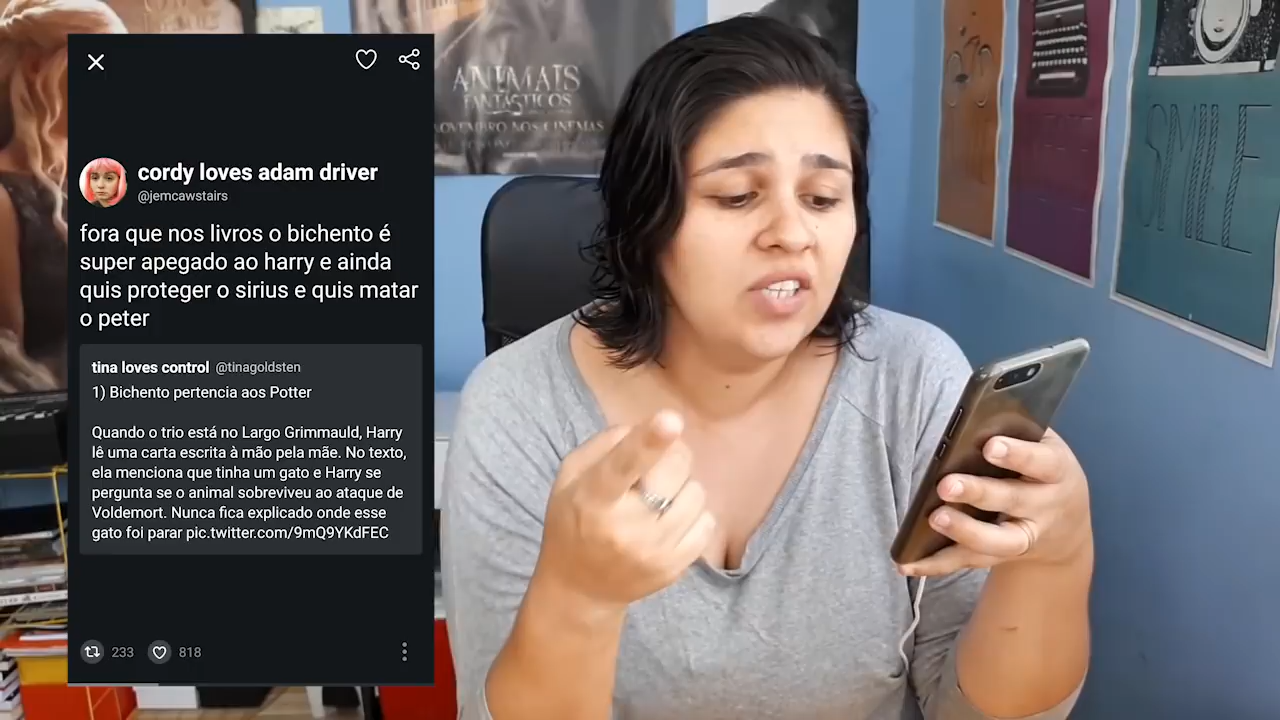 ANIMAIS
FANTÁSTICOS
NOVEMBRO NOS CINEMAS
SMILE
cordy loves adam driver
@jemcawstairs
fora que nos livros o bichento é
super apegado ao harry e ainda
quis proteger o sirius e quis matar
o peter
tina loves control @tinagoldsten
1) Bichento pertencia aos Potter
Quando o trio está no Largo Grimmauld, Harry
lê uma carta escrita à mão pela mãe. No texto,
ela menciona que tinha um gato e Harry se
pergunta se o animal sobreviveu ao ataque de
Voldemort. Nunca fica explicado onde esse
gato foi parar pic.twitter.com/9mQ9YKdFEC
233
818